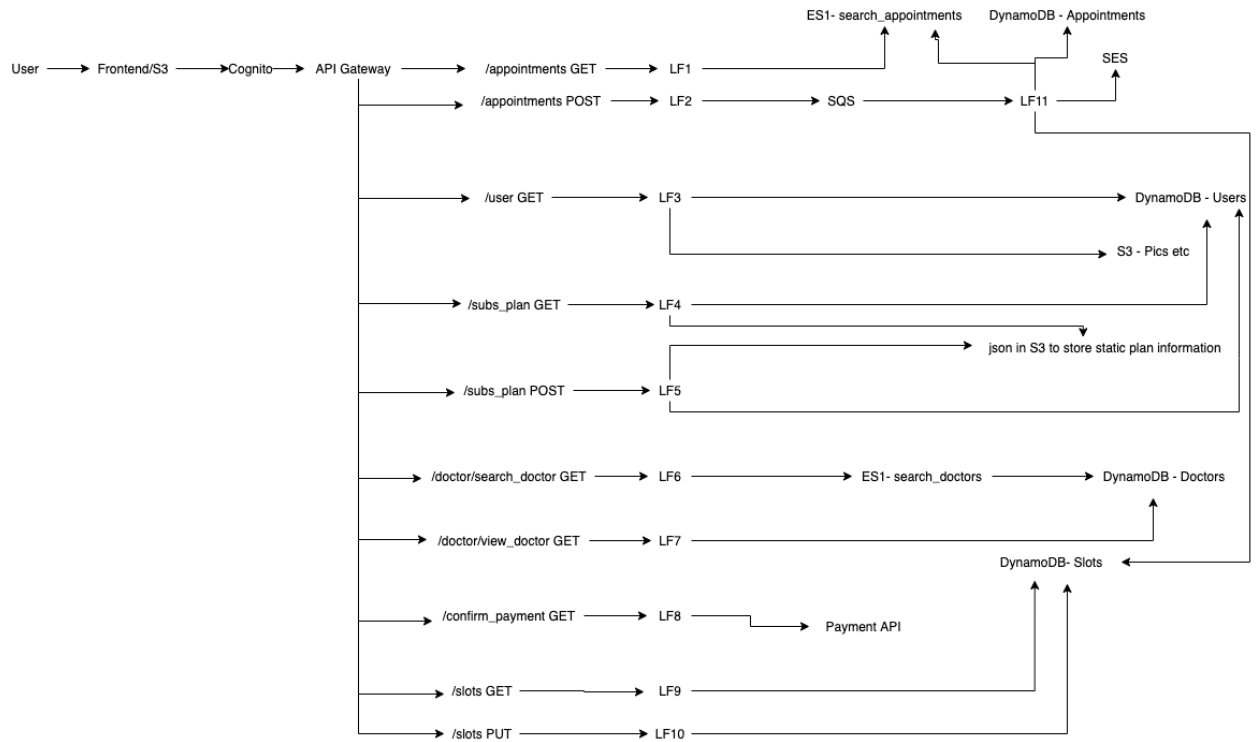 ES1- search_appointments
DynamoDB - Appointments
User
Frontend/S3
Cognito
API Gateway
/appointments GET
LF1
SES
/appointments POST
LF2
SQS
LF11
/user GET
LF3
DynamoDB - Users
S3 - Pics etc
/subs_plan GET
LF4
json in S3 to store static plan information
/subs_plan POST
LF5
/doctor/search_doctor GET
LF6
ES1- search_doctors
DynamoDB - Doctors
/doctor/view_doctor GET
LF7
DynamoDB- Slots
/confirm_payment GET
LF8
Payment API
/slots GET
LF9
/slots PUT
LF10